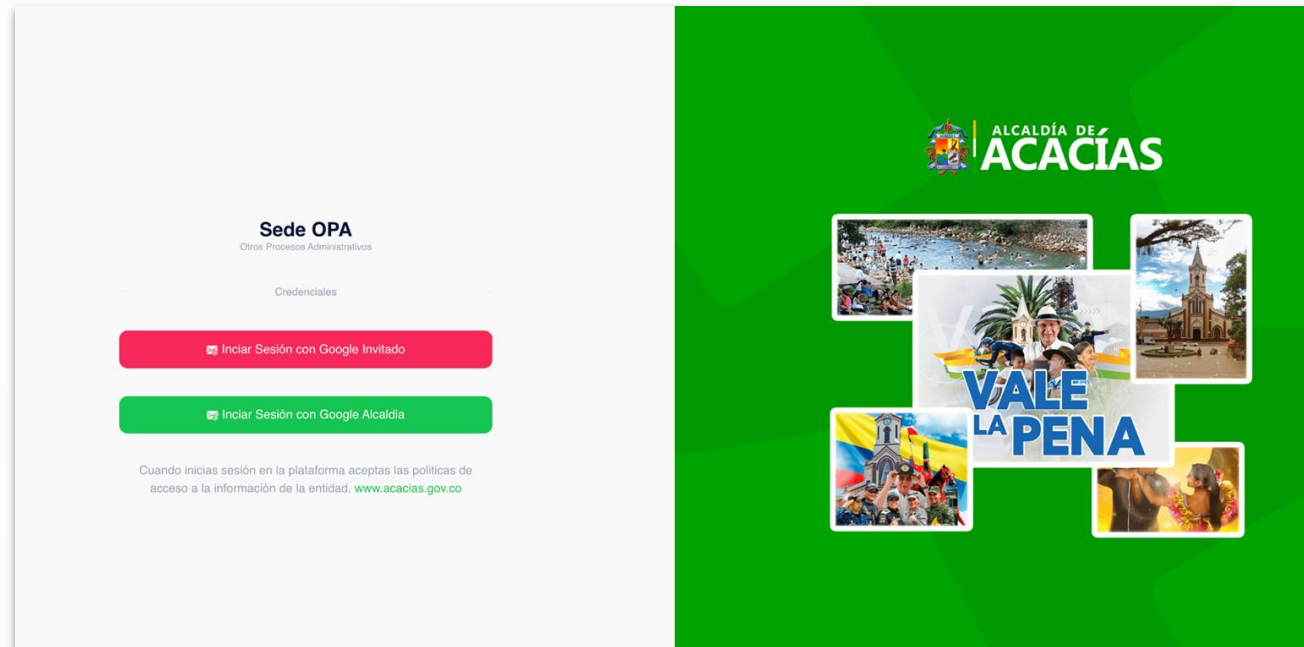 Sede OPA
Otros Procesos Administrativos
Credenciales
Inciar Sesión con Google Invitado
Inciar Sesión con Google Alcaldia
Cuando inicias sesión en la plataforma aceptas las politicas de
acceso a la información de la entidad. www.acacias.gov.co
ALCALDÍA DE
ACACÍAS
VALE
LA PENA